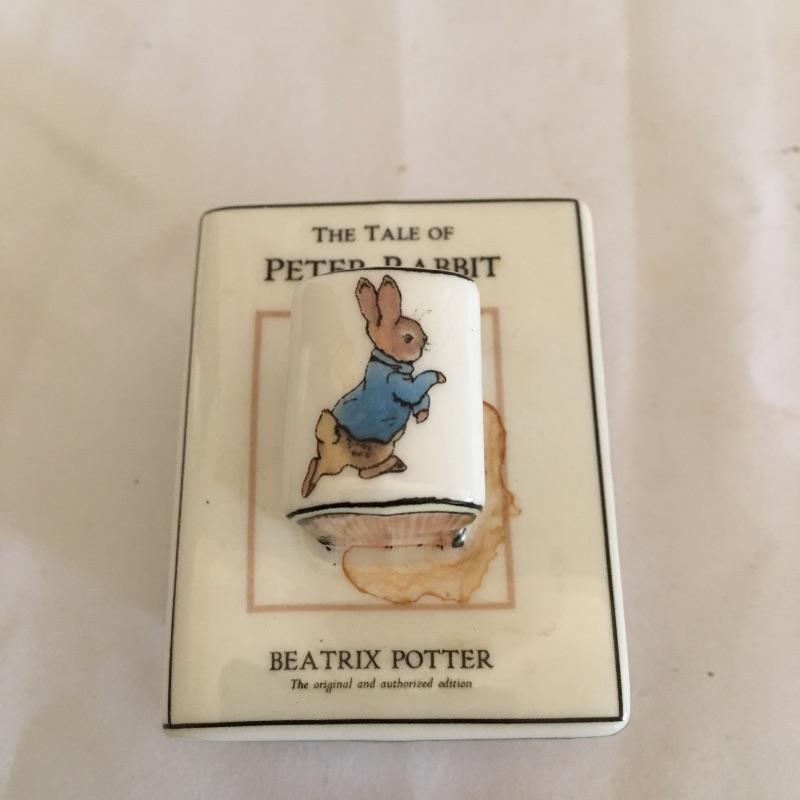 THE TALE OF
PETER RABBIT
BEATRIX POTTER
The original and authorized edition